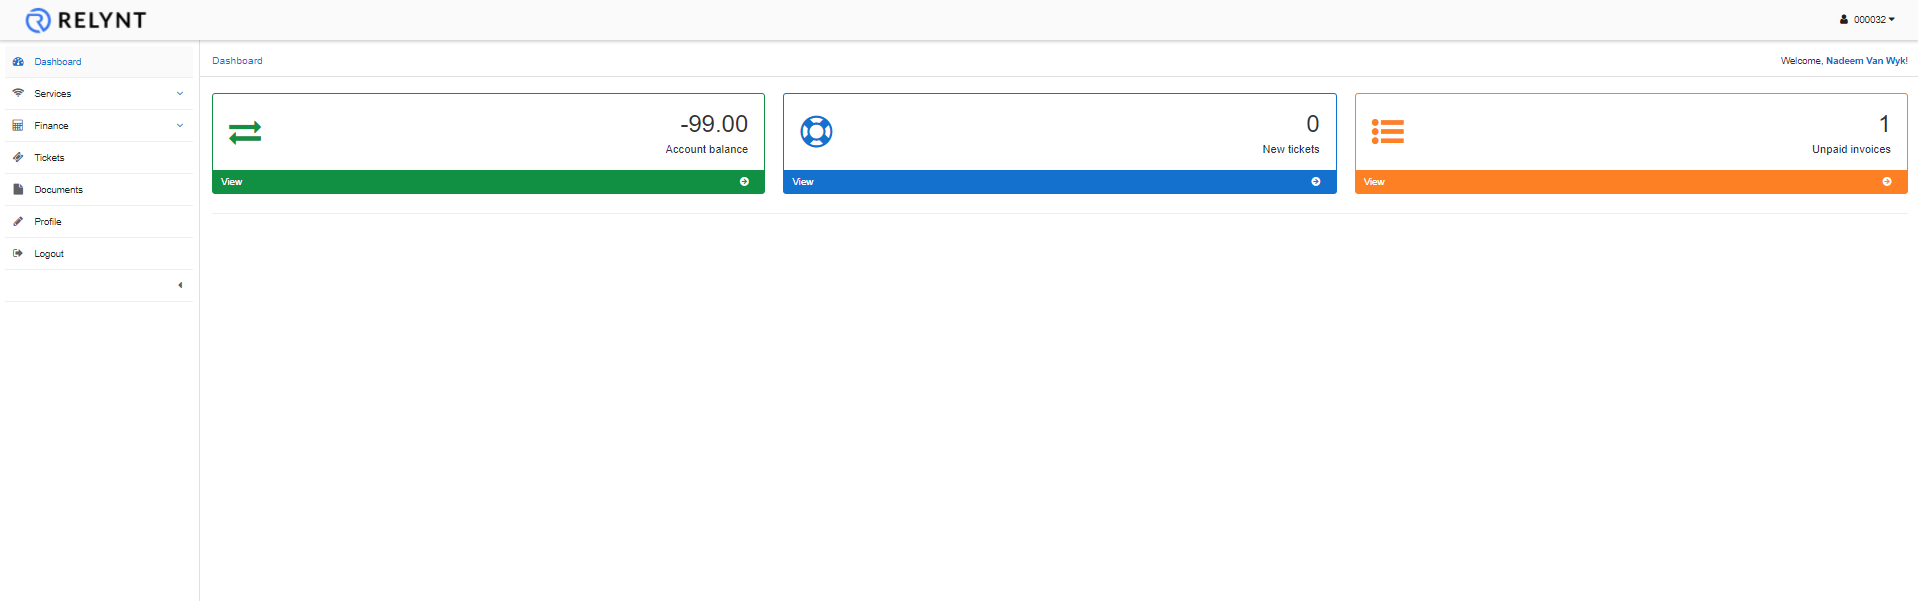 RELYNT
000032
Dashboard
Services
Finance
Tickets
Documents
Profile
Logout
Dashboard
Welcome, Nadeem Van Wyk!
-99.00
Account balance
View
0
New tickets
View
1
Unpaid invoices
View